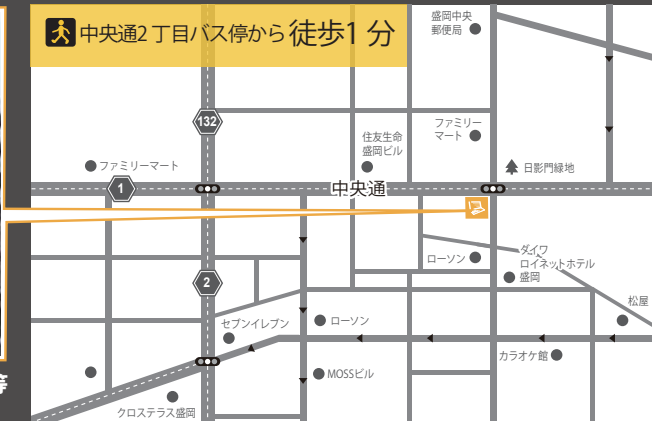 中央通2丁目バス停から徒歩1分
盛岡中央
郵便局
132
住友生命
盛岡ビル
ファミリー
マート
ファミリーマート
日影門緑地
1
中央通
ローソン
ダイワ
ロイネットホテル
盛岡
2
松屋
セブンイレブン
ローソン
カラオケ館
MOSSビル
等
クロステラス盛岡